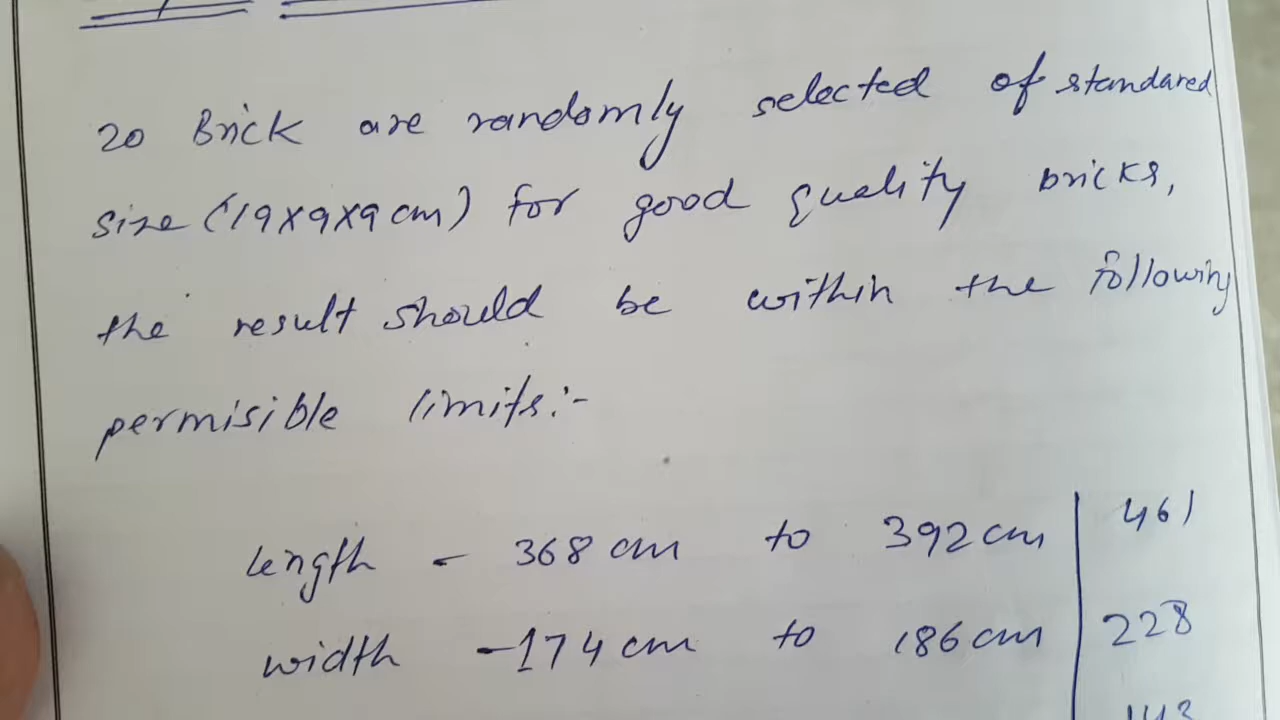 20 Brick are randomly selected of standared
size (19x9x9 cm) for good quality bricks,
the result should be within the following
permisible limits:-
length - 368 cm to 392 cm | 461
width - 174 cm to 186 cm | 228